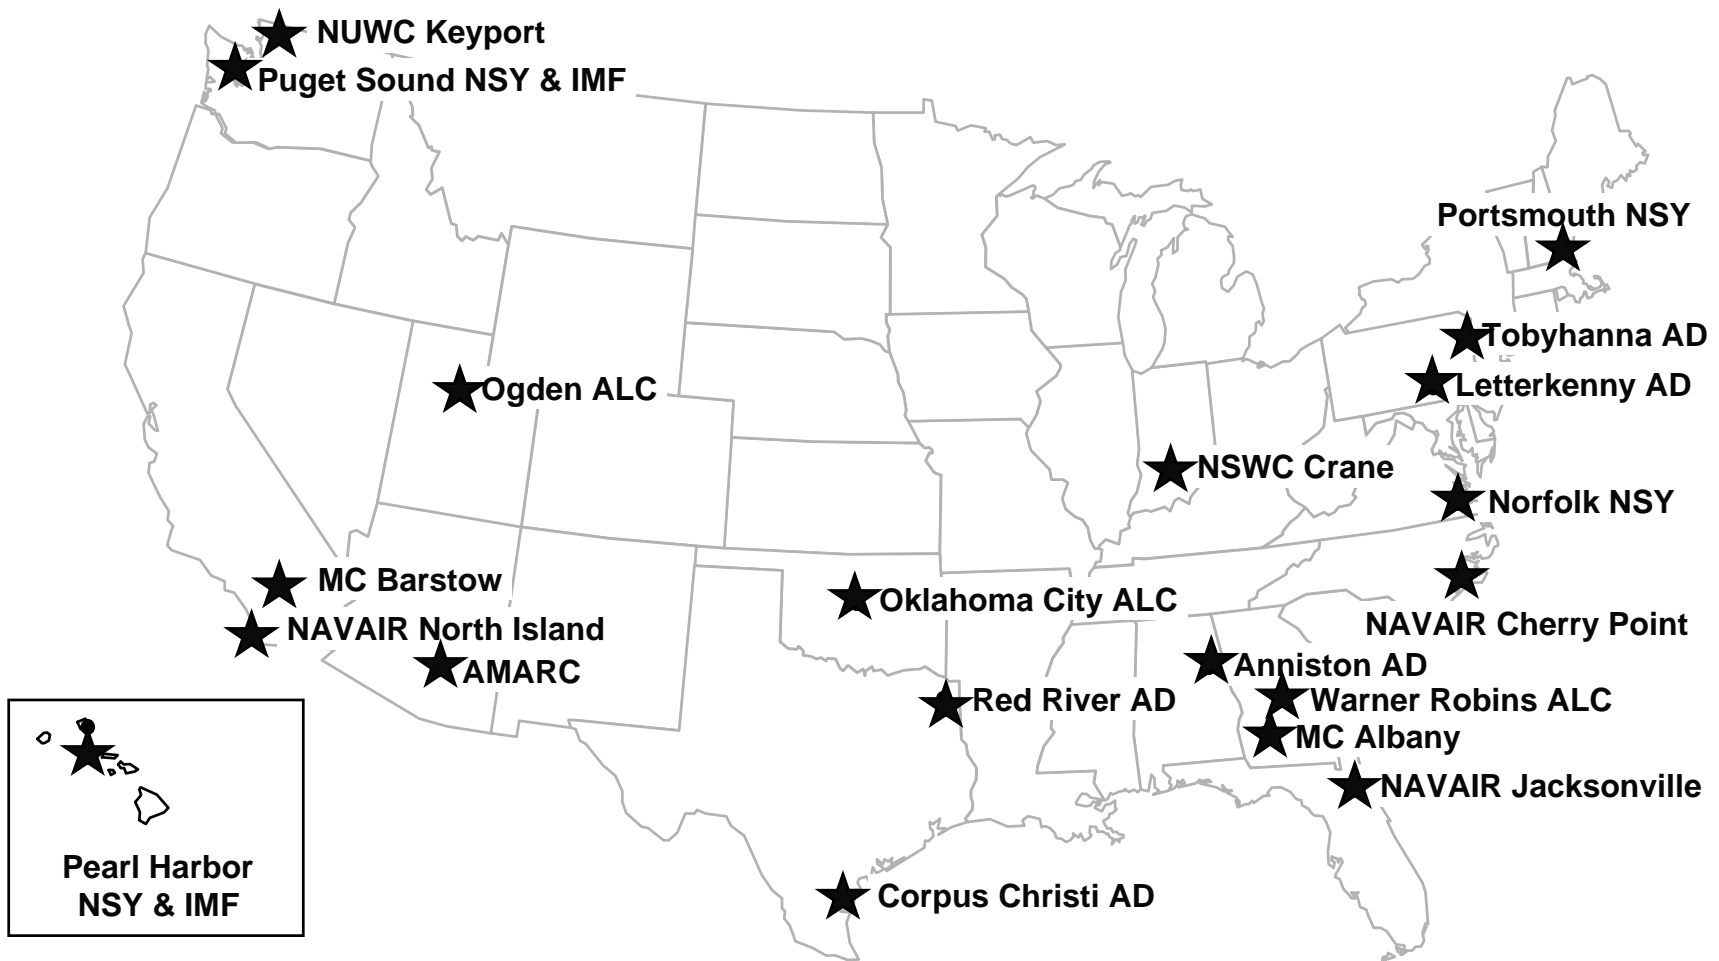 NUWC Keyport
Puget Sound NSY & IMF
Portsmouth NSY
Tobyhanna AD
Letterkenny AD
Ogden ALC
NSWC Crane
Norfolk NSY
MC Barstow
Oklahoma City ALC
NAVAIR North Island
NAVAIR Cherry Point
AMARC
Anniston AD
Red River AD
Warner Robins ALC
MC Albany
NAVAIR Jacksonville
Pearl Harbor
NSY & IMF
Corpus Christi AD